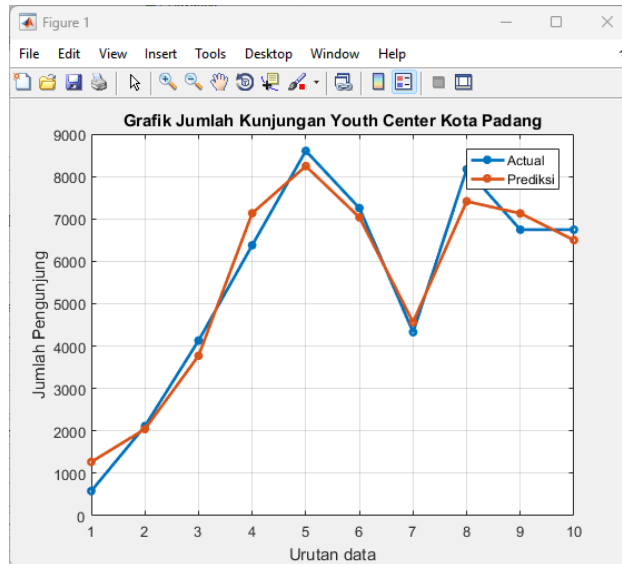 Figure 1
File Edit View Insert Tools Desktop Window Help
Grafik Jumlah Kunjungan Youth Center Kota Padang
Actual
Prediksi
9000
8000
7000
6000
5000
4000
3000
2000
1000
0
Jumlah Pengunjung
1 2 3 4 5 6 7 8 9 10
Urutan data